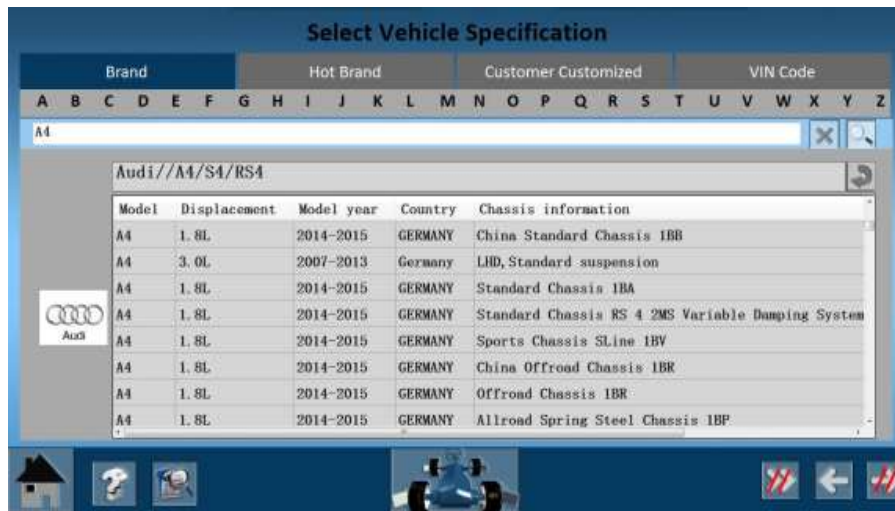 Select Vehicle Specification
Brand Hot Brand Customer Customized VIN Code
A B C D E F G H I J K L M N O P Q R S T U V W X Y Z
A4
Audi//A4/S4/RS4
Model Displacement Model year Country Chassis information
A4 1.8L 2014-2015 GERMANY China Standard Chassis 1BB
A4 3.0L 2007-2013 Germany LHD,Standard suspension
A4 1.8L 2014-2015 GERMANY Standard Chassis 1BA
A4 1.8L 2014-2015 GERMANY Standard Chassis RS 4 2MS Variable Damping System
A4 1.8L 2014-2015 GERMANY Sports Chassis SLine 1BV
A4 1.8L 2014-2015 GERMANY China Offroad Chassis 1BR
A4 1.8L 2014-2015 GERMANY Offroad Chassis 1BR
A4 1.8L 2014-2015 GERMANY Allroad Spring Steel Chassis 1BP
Audi